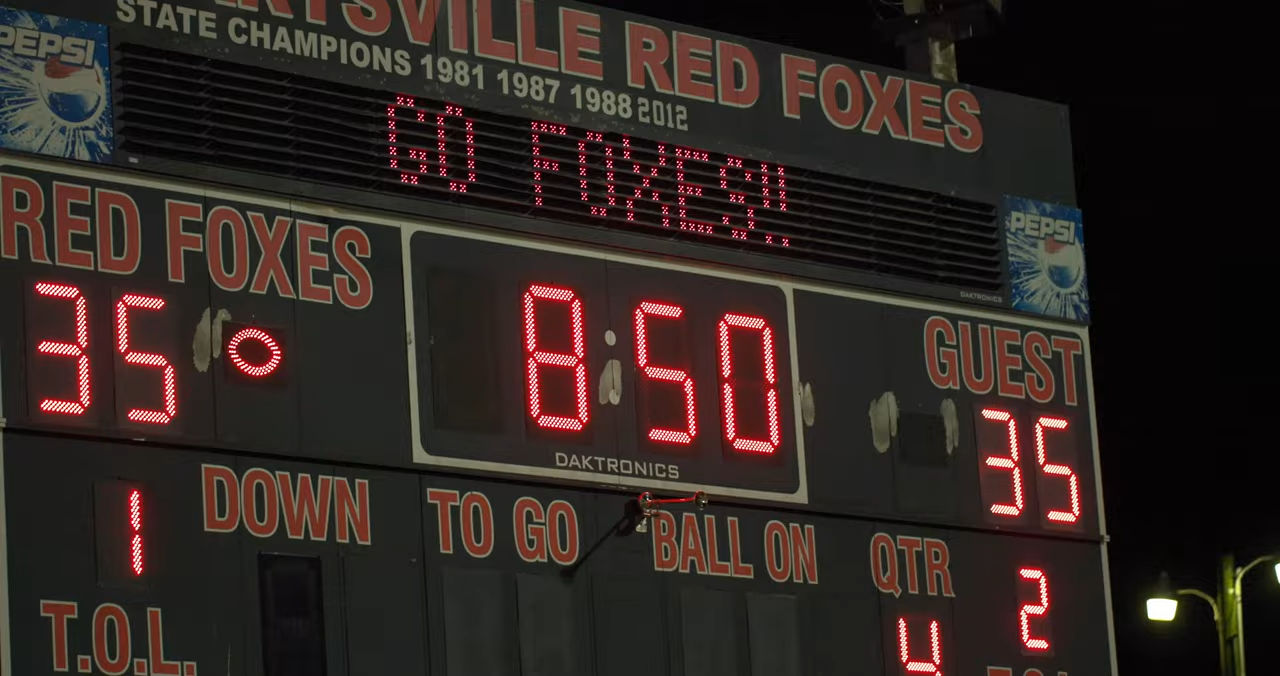 RTSVILLE RED FOXES
STATE CHAMPIONS 1981 1987 1988 2012
PEPSI
GO FOXES!!
PEPSI
DAKTRONICS
RED FOXES
GUEST
35
8:50
35
DAKTRONICS
1 DOWN
TO GO
BALL ON
QTR
4
2
T.O.L.